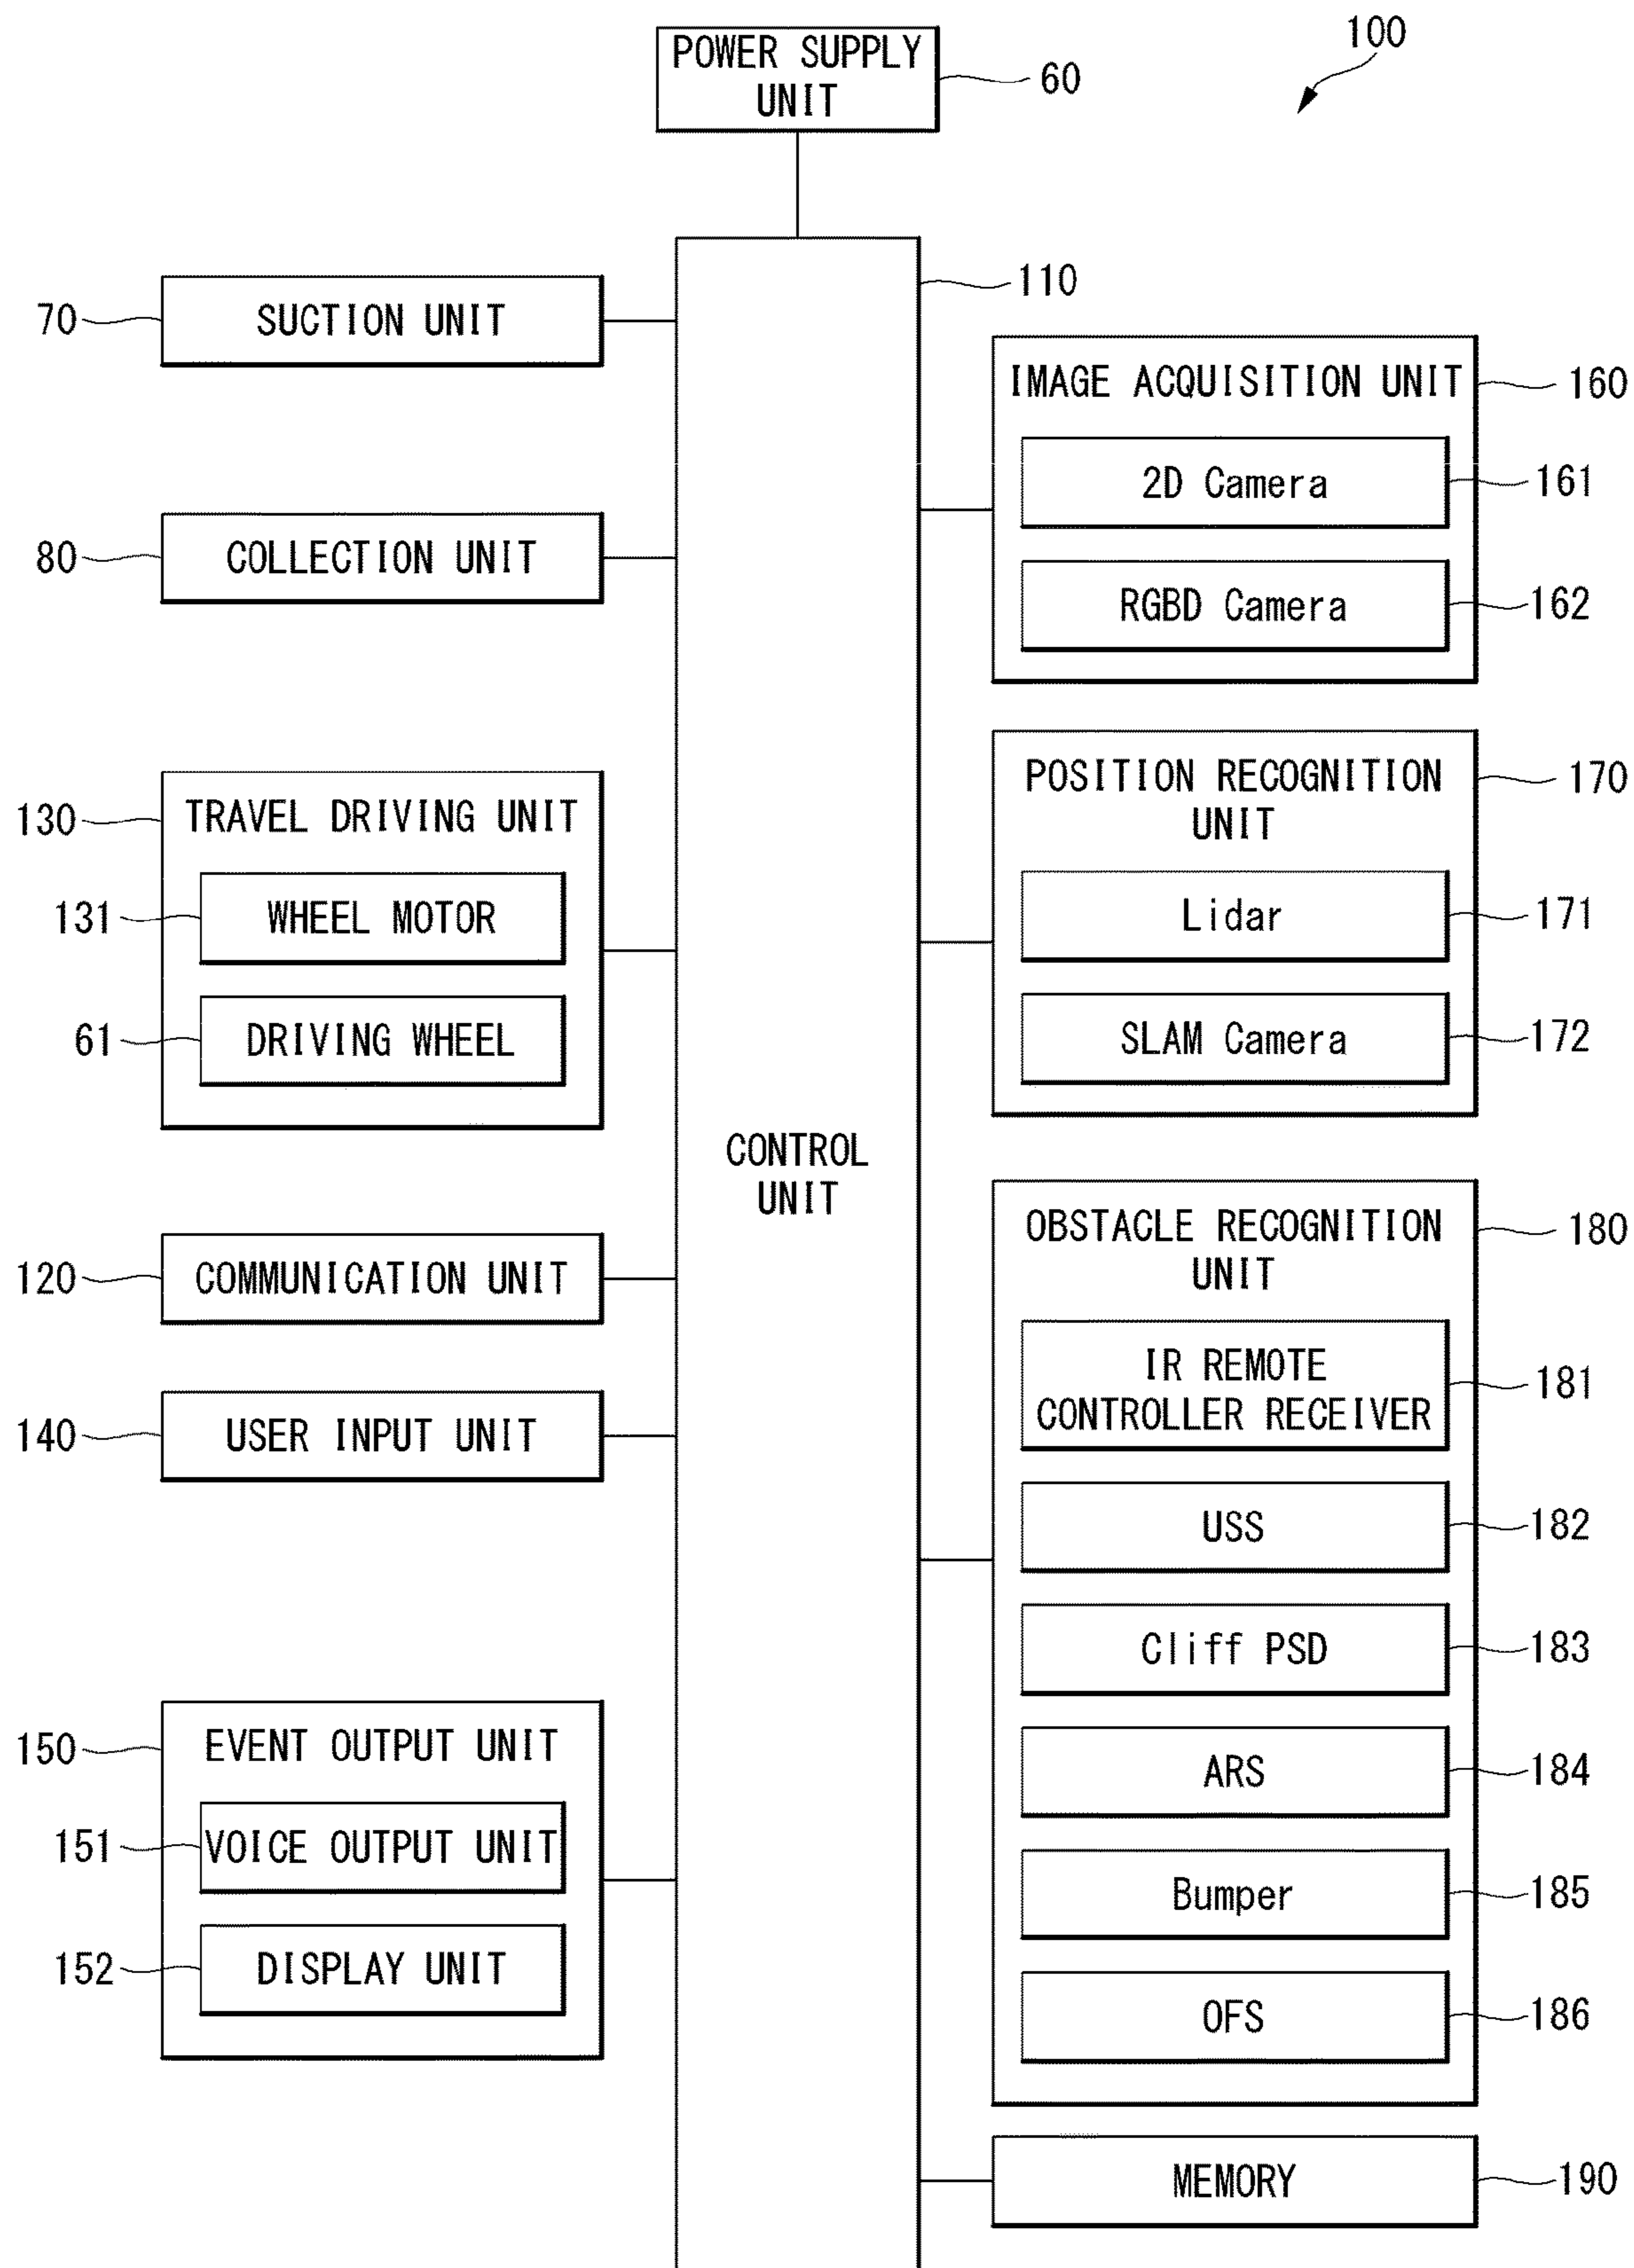 100
POWER SUPPLY
UNIT
60
110
70
SUCTION UNIT
80
COLLECTION UNIT
130
TRAVEL DRIVING UNIT
131
WHEEL MOTOR
61
DRIVING WHEEL
120
COMMUNICATION UNIT
140
USER INPUT UNIT
150
EVENT OUTPUT UNIT
151
VOICE OUTPUT UNIT
152
DISPLAY UNIT
CONTROL
UNIT
IMAGE ACQUISITION UNIT
160
2D Camera
161
RGBD Camera
162
POSITION RECOGNITION
UNIT
170
Lidar
171
SLAM Camera
172
OBSTACLE RECOGNITION
UNIT
180
IR REMOTE
CONTROLLER RECEIVER
181
USS
182
Cliff PSD
183
ARS
184
Bumper
185
OFS
186
MEMORY
190